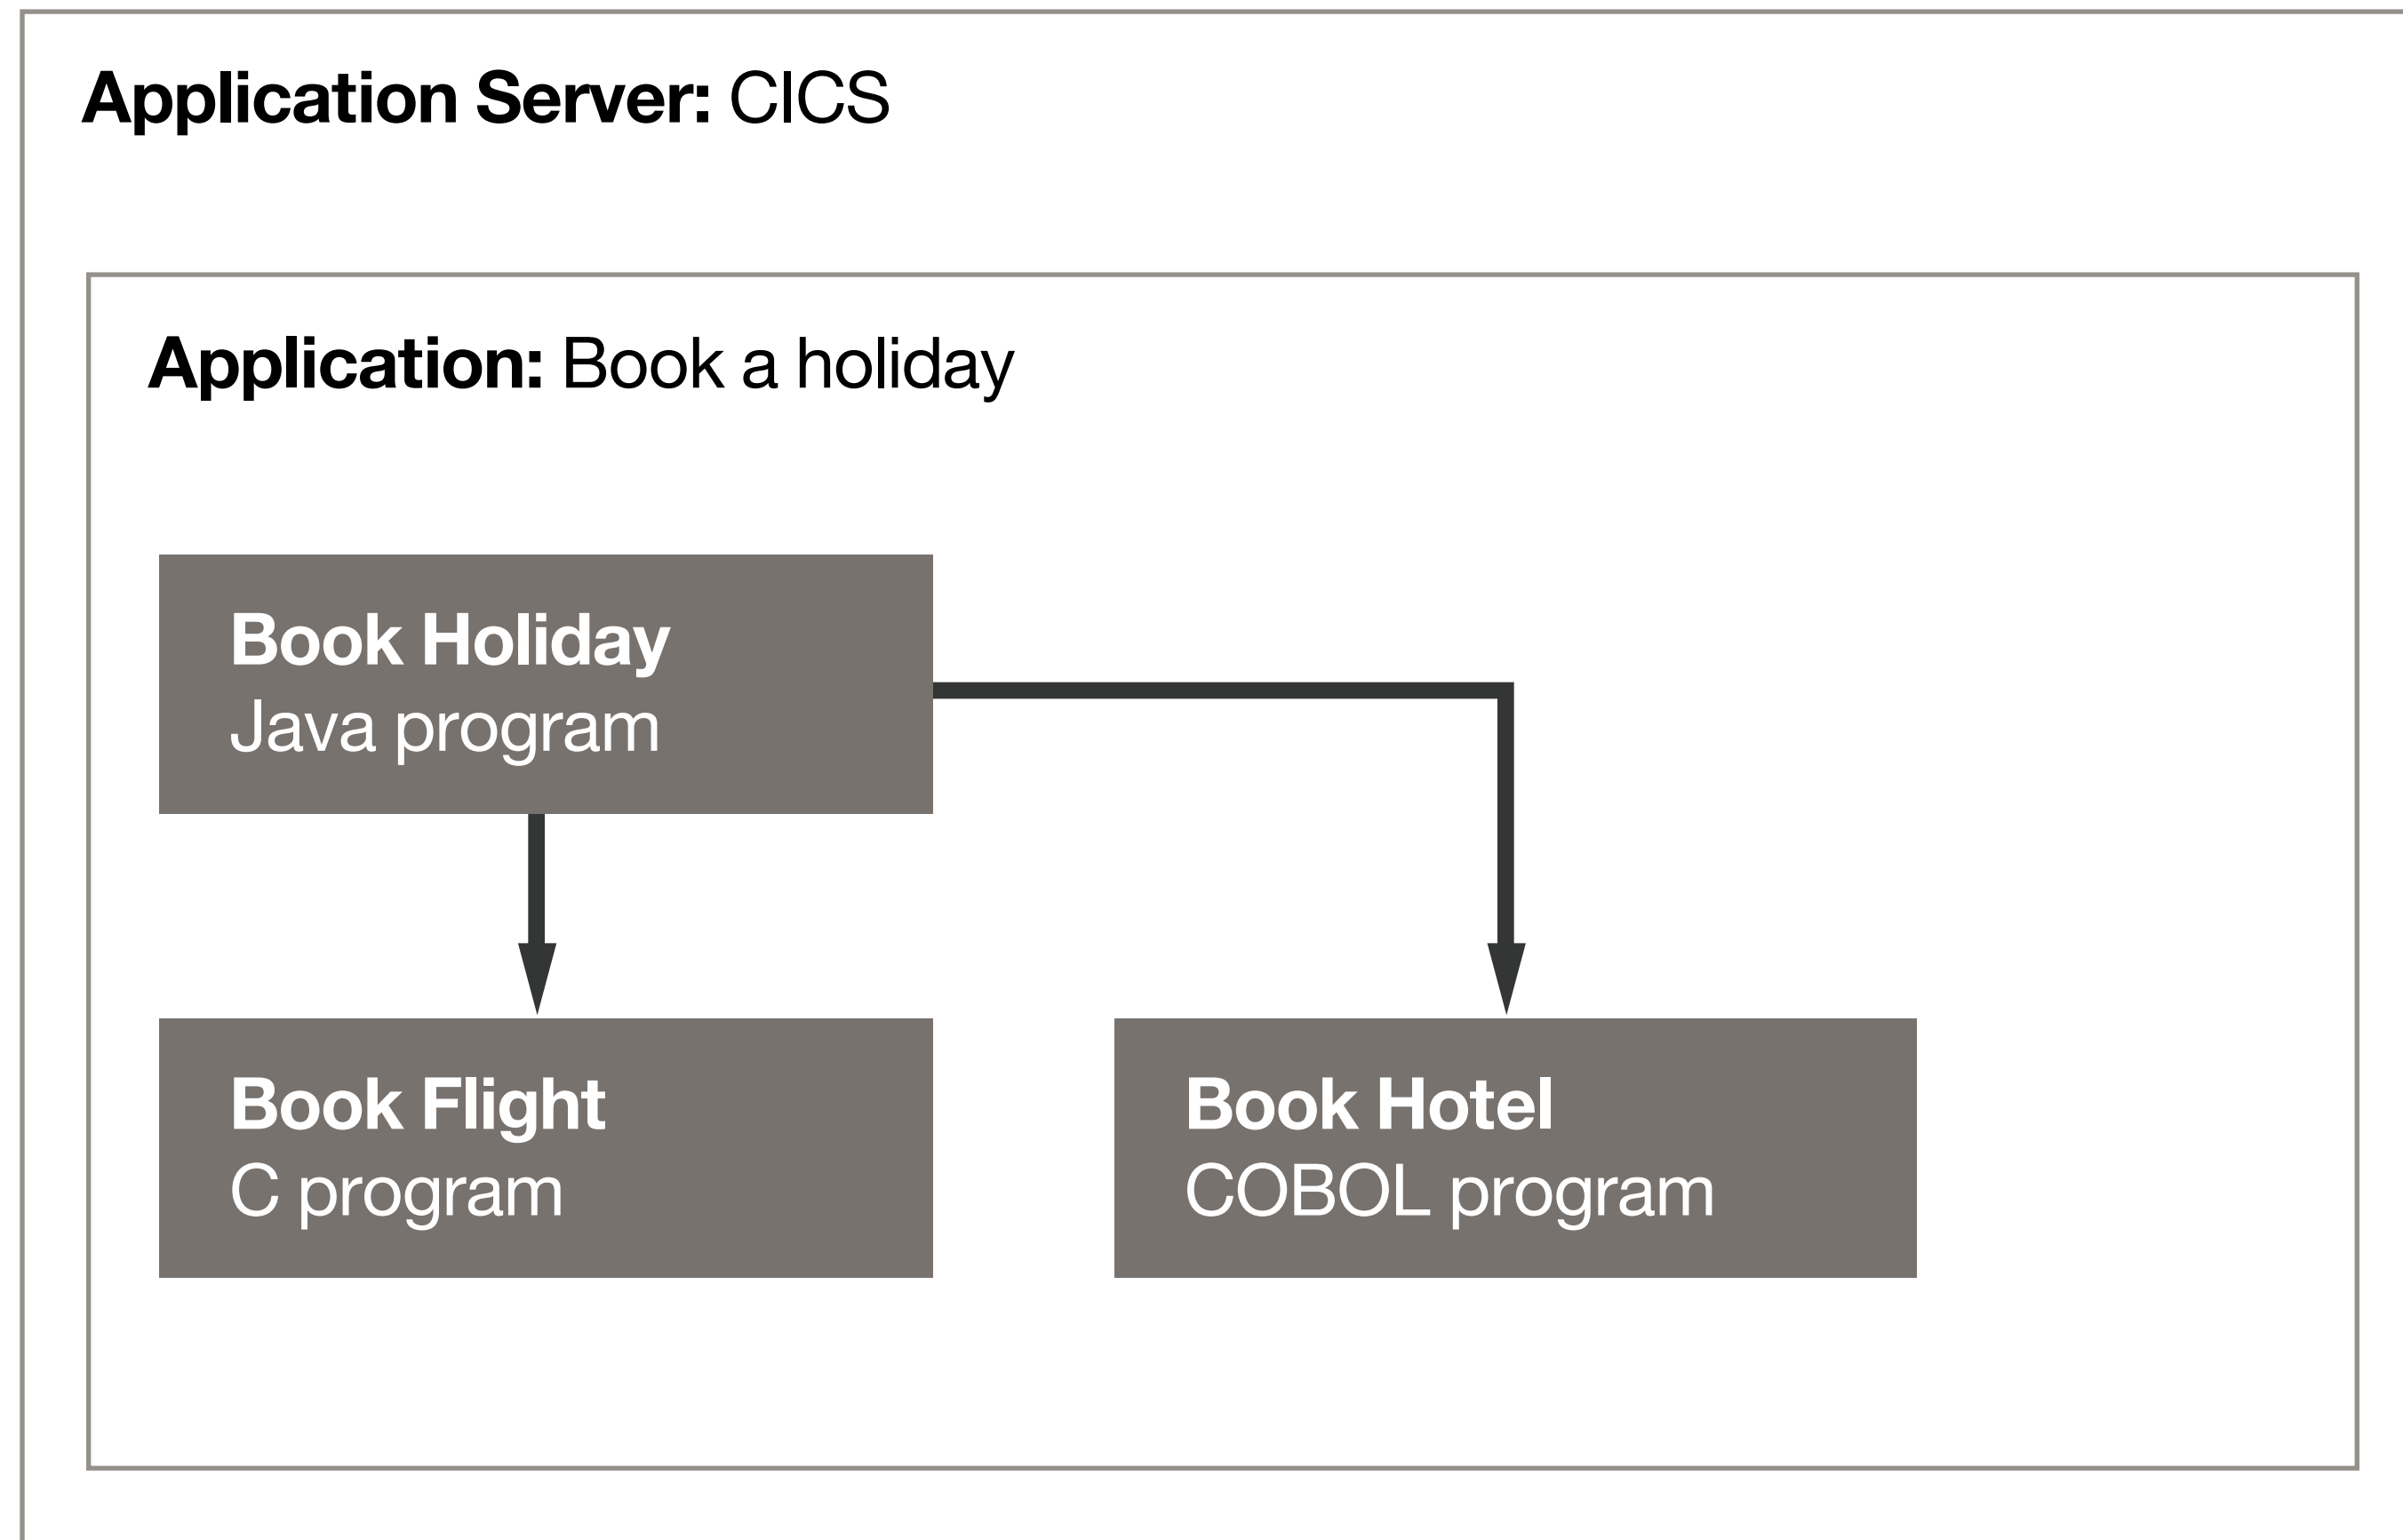 Application Server: CICS
Application: Book a holiday
Book Holiday
Java program
Book Flight
C program
Book Hotel
COBOL program